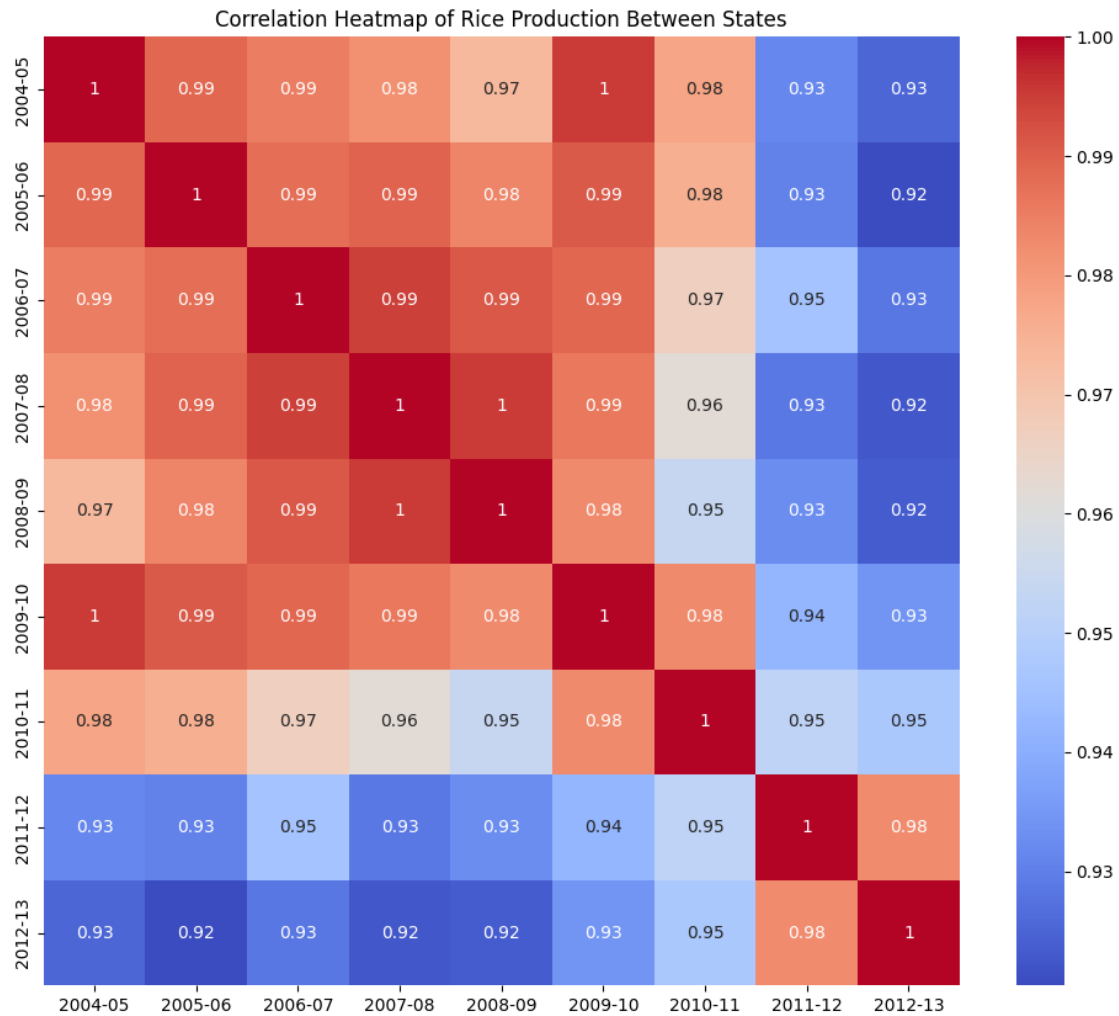 Correlation Heatmap of Rice Production Between States
2004-05 1 0.99 0.99 0.98 0.97 1 0.98 0.93 0.93
2005-06 0.99 1 0.99 0.99 0.98 0.99 0.98 0.93 0.92
2006-07 0.99 0.99 1 0.99 0.99 0.99 0.97 0.95 0.93
2007-08 0.98 0.99 0.99 1 1 0.99 0.96 0.93 0.92
2008-09 0.97 0.98 0.99 1 1 0.98 0.95 0.93 0.92
2009-10 1 0.99 0.99 0.99 0.98 1 0.98 0.94 0.93
2010-11 0.98 0.98 0.97 0.96 0.95 0.98 1 0.95 0.95
2011-12 0.93 0.93 0.95 0.93 0.93 0.94 0.95 1 0.98
2012-13 0.93 0.92 0.93 0.92 0.92 0.93 0.95 0.98 1
2004-05 2005-06 2006-07 2007-08 2008-09 2009-10 2010-11 2011-12 2012-13
1.00
0.99
0.98
0.97
0.96
0.95
0.94
0.93